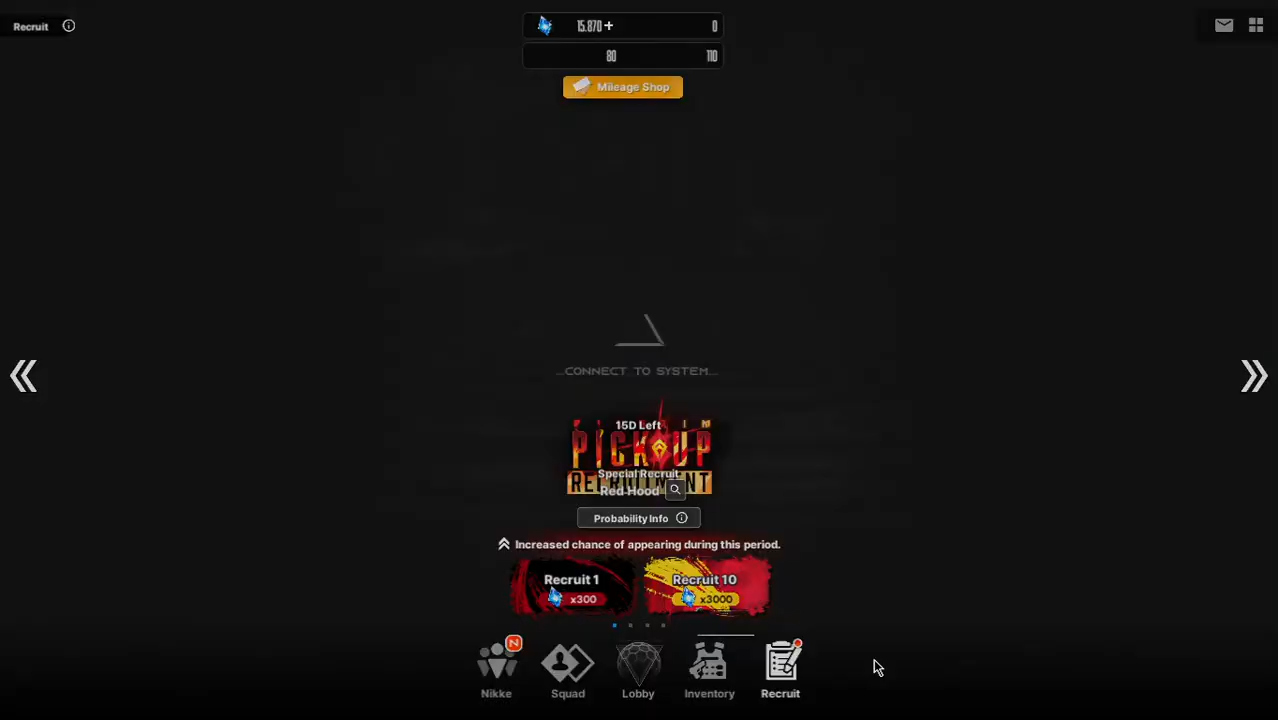 Recruit
15.870 + 0
80 110
Mileage Shop
...CONNECT TO SYSTEM...
15D Left
PICK UP
RECRUITMENT
Special Recruit
Red Hood
Probability Info
Increased chance of appearing during this period.
Recruit 1
x300
Recruit 10
x3000
N
Nikke
Squad
Lobby
Inventory
Recruit